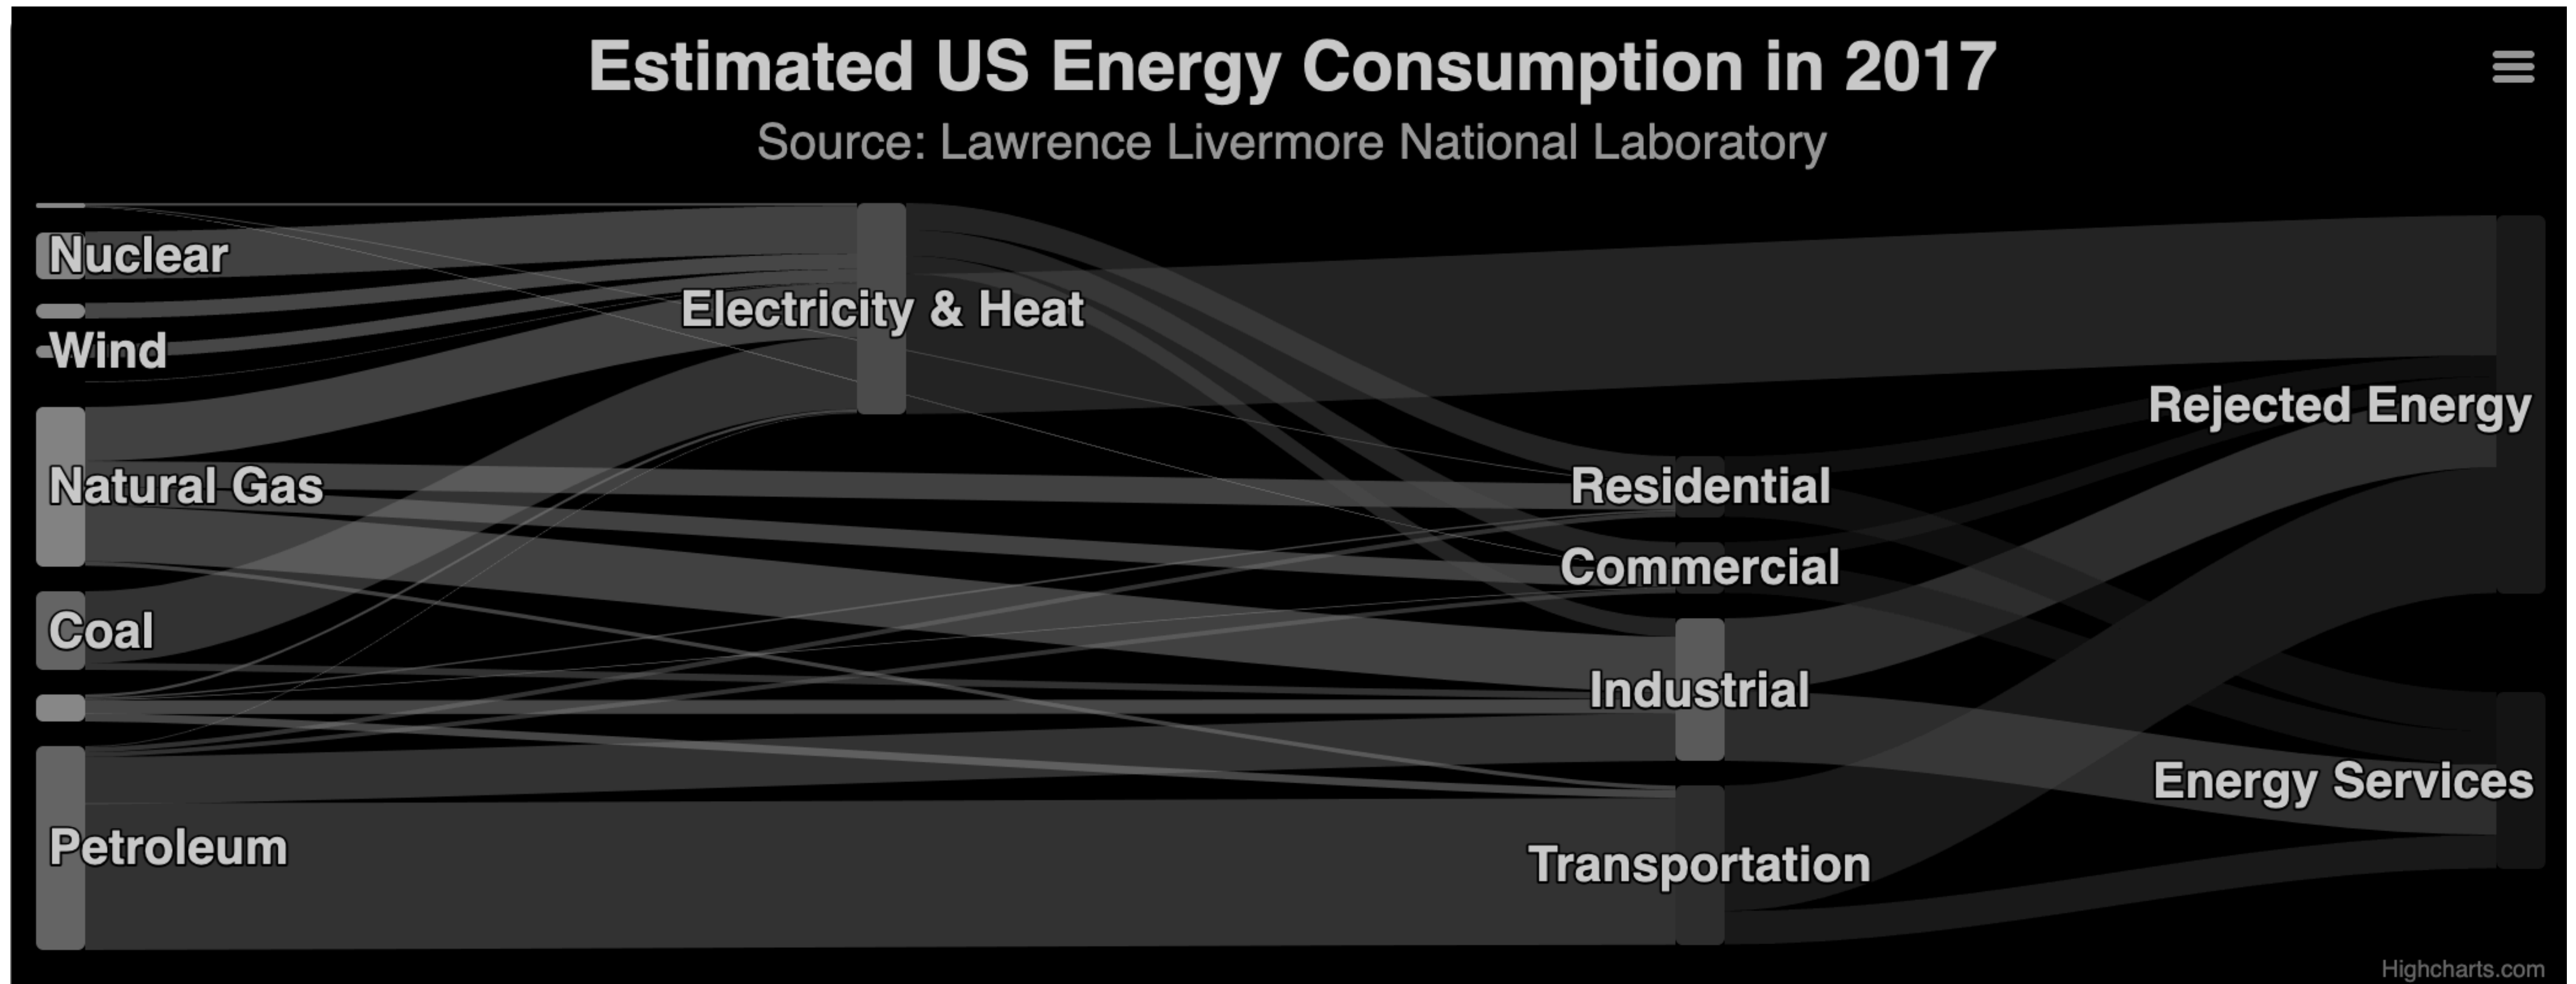 Estimated US Energy Consumption in 2017
Source: Lawrence Livermore National Laboratory
Nuclear
Electricity & Heat
Wind
Rejected Energy
Natural Gas
Residential
Commercial
Coal
Industrial
Energy Services
Petroleum
Transportation
Highcharts.com